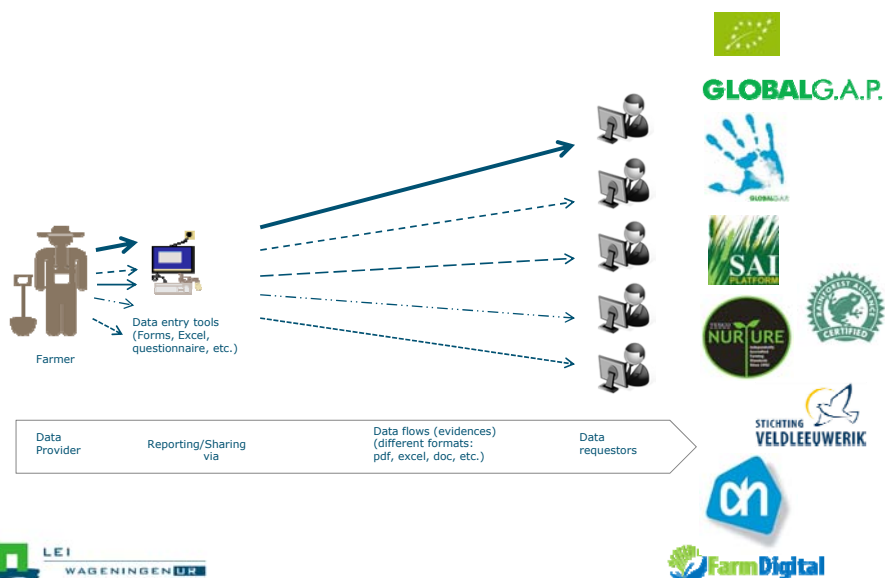 GLOBALG.A.P.
GLOBALG.A.P.
SAI
PLATFORM
RAINFOREST ALLIANCE
CERTIFIED
NURTURE
STICHTING
VELDLEEUWERIK
Farmer
Data entry tools
(Forms, Excel,
questionnaire, etc.)
Data
Provider
Reporting/Sharing
via
Data flows (evidences)
(different formats:
pdf, excel, doc, etc.)
Data
requestors
ah
LEI
WAGENINGEN UR
FarmDigital